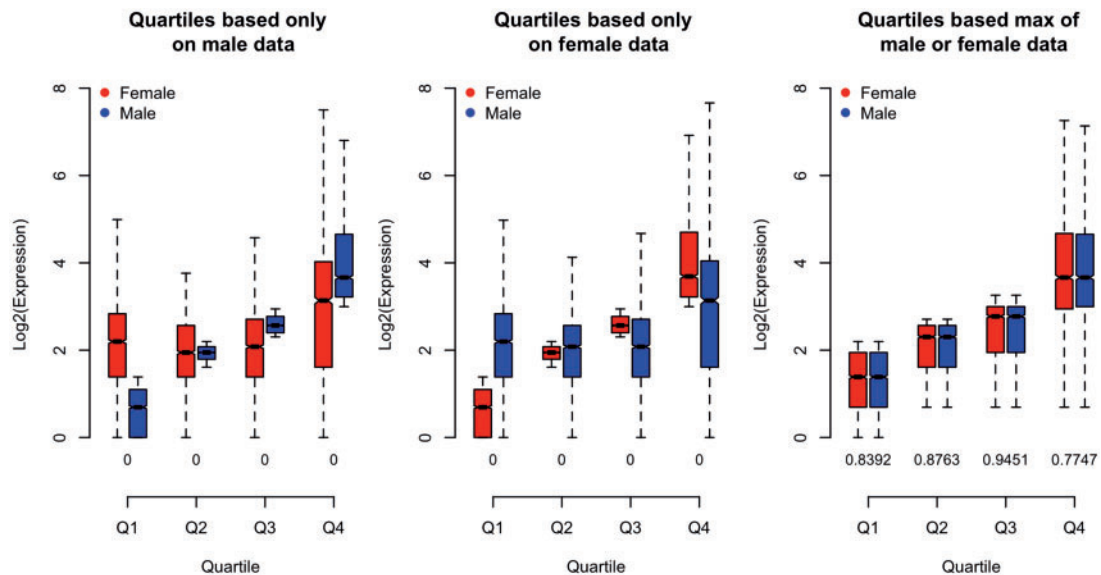 Quartiles based only
on male data
Female
Male
8
6
4
2
0
Log2(Expression)
0 0 0 0
Q1 Q2 Q3 Q4
Quartile
Quartiles based only
on female data
Female
Male
8
6
4
2
0
Log2(Expression)
0 0 0 0
Q1 Q2 Q3 Q4
Quartile
Quartiles based max of
male or female data
Female
Male
8
6
4
2
0
Log2(Expression)
0.8392 0.8763 0.9451 0.7747
Q1 Q2 Q3 Q4
Quartile